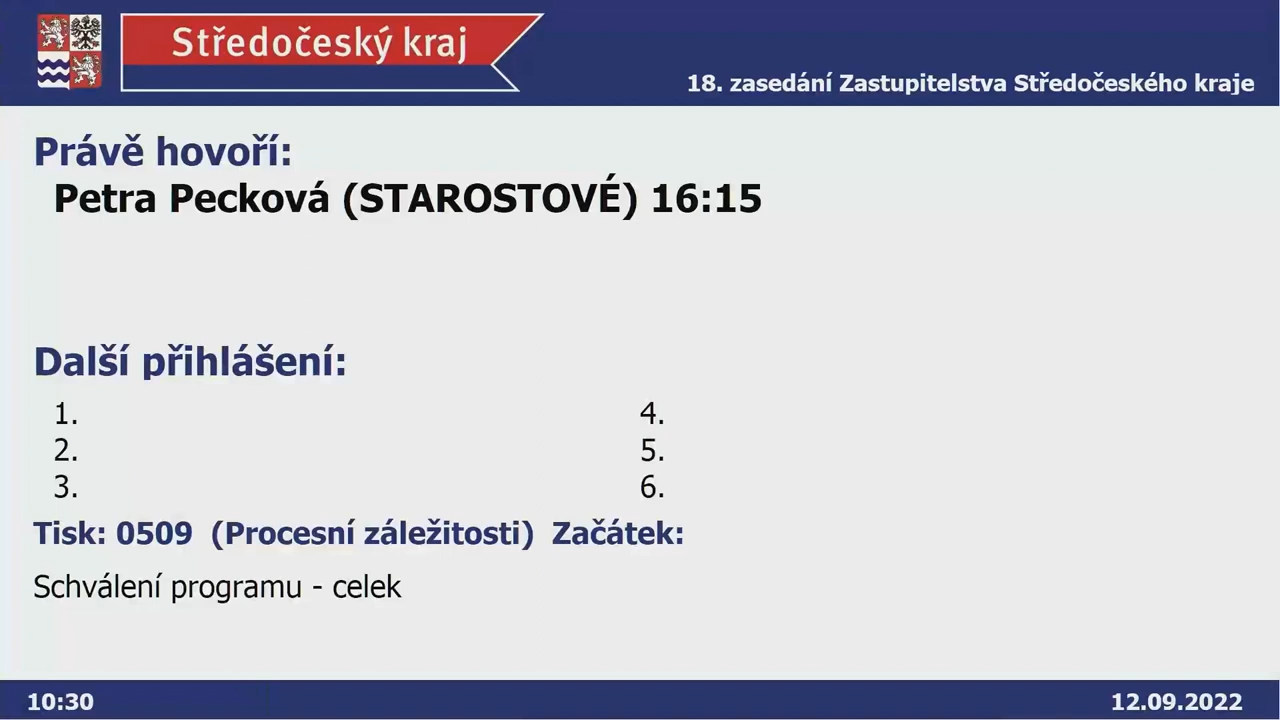 Středočeský kraj
18. zasedání Zastupitelstva Středočeského kraje
Právě hovoří:
Petra Pecková (STAROSTOVÉ) 16:15
Další přihlášení:
1.
2.
3.
4.
5.
6.
Tisk: 0509 (Procesní záležitosti) Začátek:
Schválení programu - celek
10:30
12.09.2022